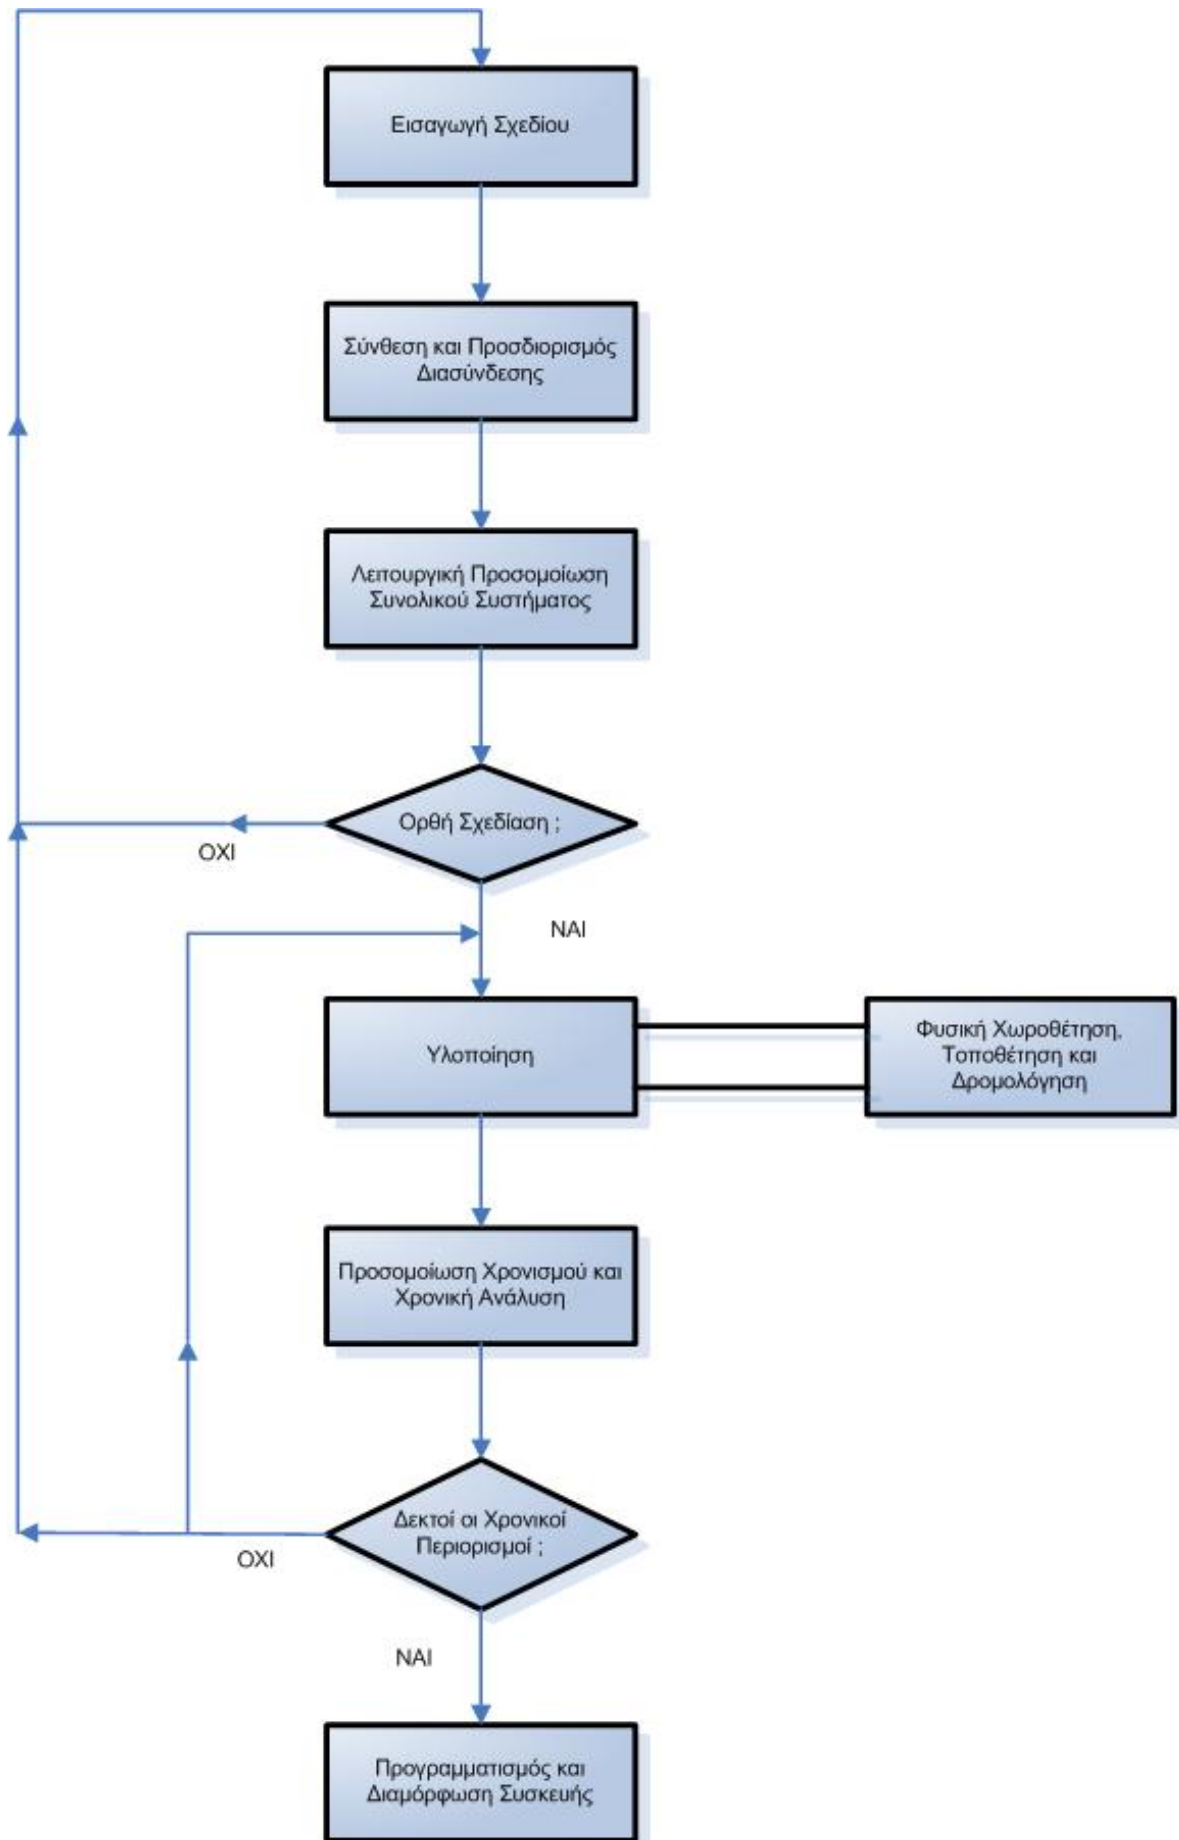 Εισαγωγή Σχεδίου
Σύνθεση και Προσδιορισμός
Διασύνδεσης
Λειτουργική Προσομοίωση
Συνολικού Συστήματος
Ορθή Σχεδίαση ;
ΟΧΙ
ΝΑΙ
Υλοποίηση
Φυσική Χωροθέτηση,
Τοποθέτηση και
Δρομολόγηση
Προσομοίωση Χρονισμού και
Χρονική Ανάλυση
Δεκτοί οι Χρονικοί
Περιορισμοί ;
ΟΧΙ
ΝΑΙ
Προγραμματισμός και
Διαμόρφωση Συσκευής